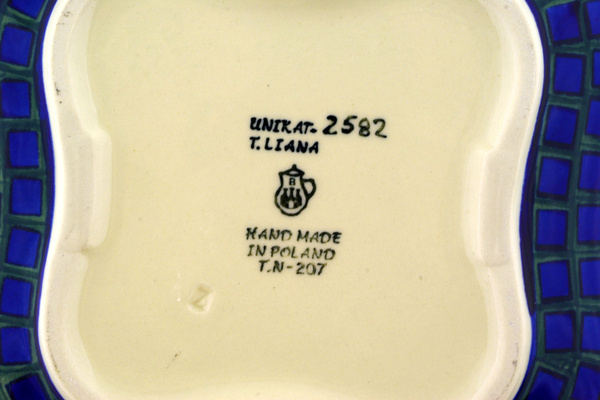 UNIKAT- 2582
T. LIANA
B
HAND MADE
IN POLAND
T.N-207
Z